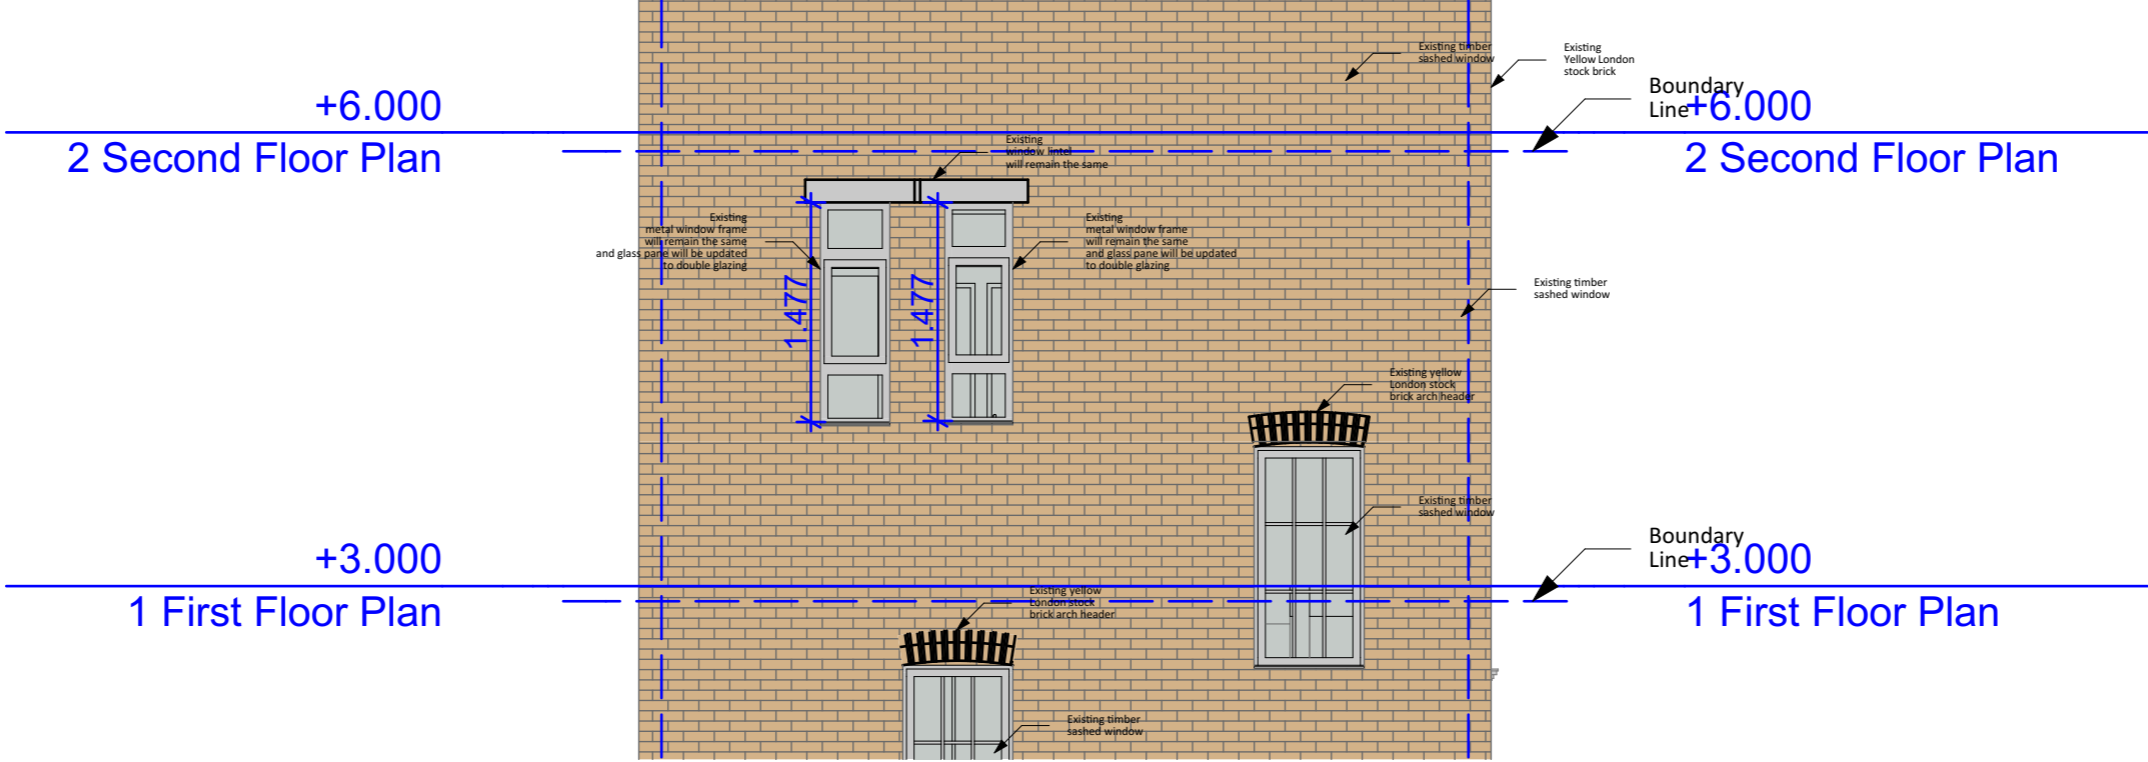 Existing timber
sashed window
Existing
Yellow London
stock brick
Boundary
Line
+6.000
2 Second Floor Plan
+6.000
2 Second Floor Plan
Existing
window lintel
will remain the same
Existing
metal window frame
will remain the same
and glass pane will be updated
to double glazing
Existing
metal window frame
will remain the same
and glass pane will be updated
to double glazing
1.477
1.477
Existing timber
sashed window
Existing yellow
London stock
brick arch header
Existing timber
sashed window
Boundary
Line
+3.000
1 First Floor Plan
+3.000
1 First Floor Plan
Existing yellow
London stock
brick arch header
Existing timber
sashed window